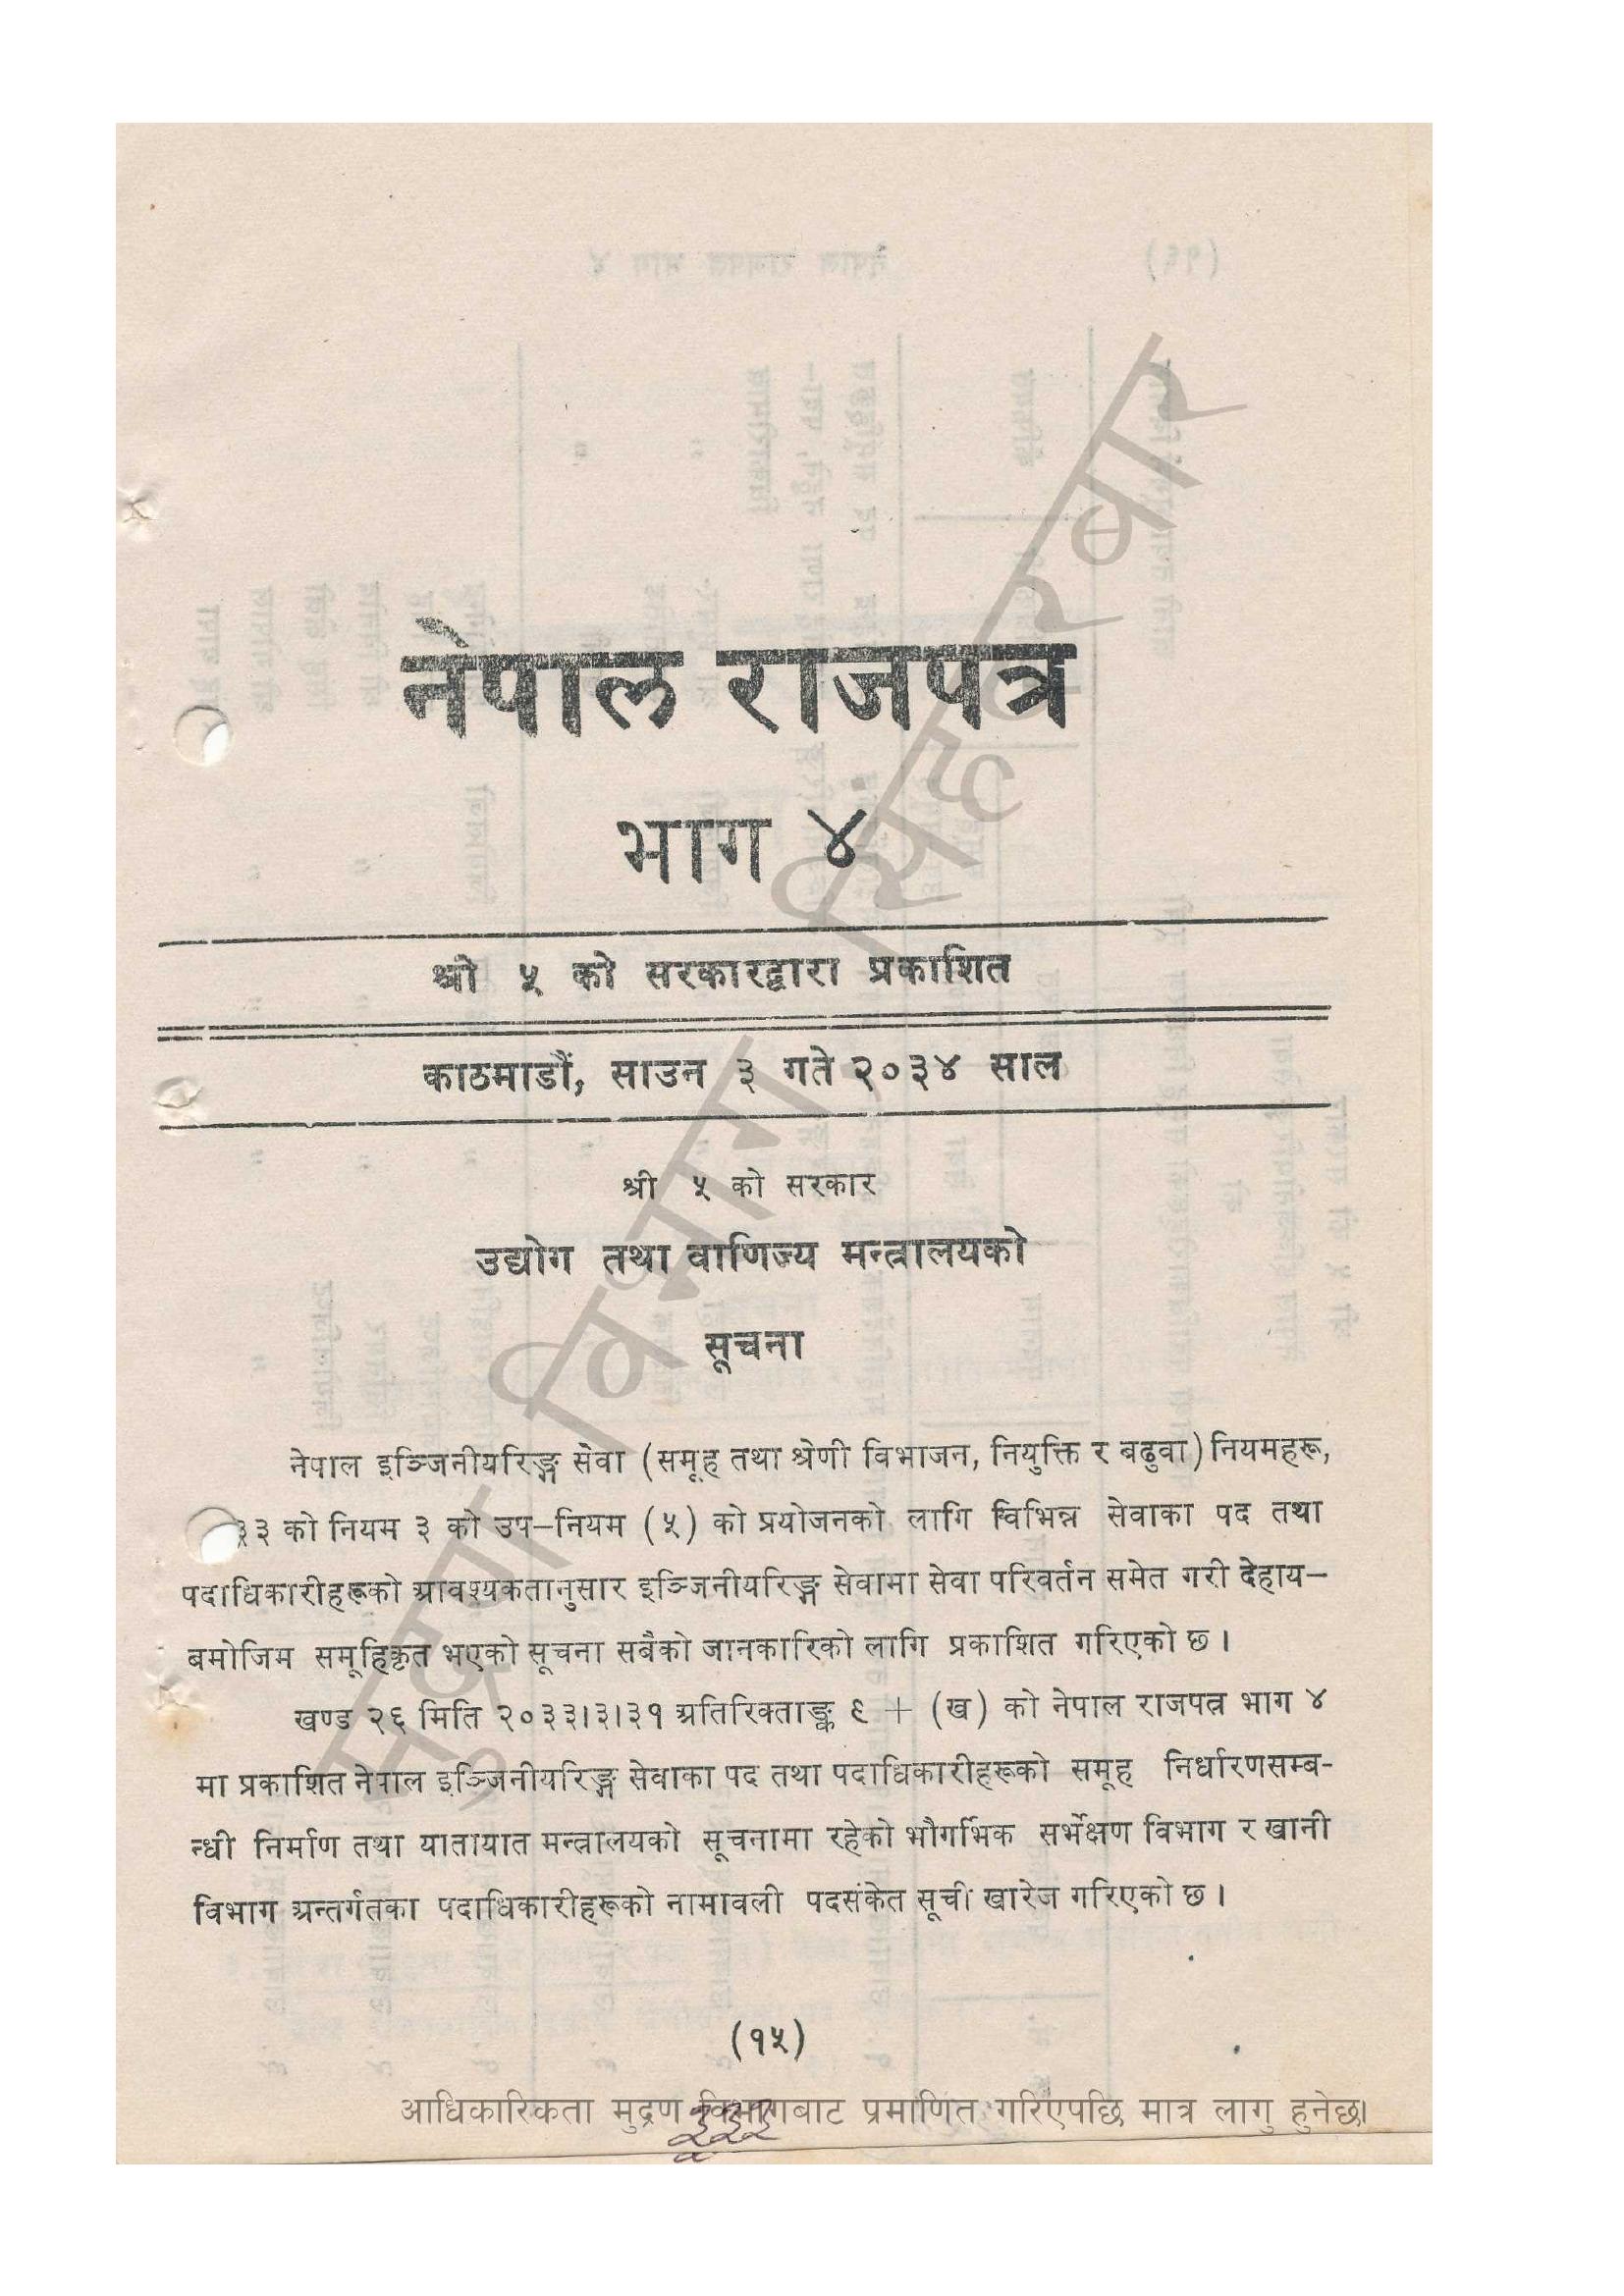 नेपाल राजपत्र
भाग ४
श्री ५ को सरकारद्वारा प्रकाशित
काठमाडौं, साउन ३ गते २०३४ साल
श्री ५ को सरकार
उद्योग तथा वाणिज्य मन्त्रालयको
सूचना
नेपाल इञ्जिनीयरिङ्ग सेवा (समूह तथा श्रेणी विभाजन, नियुक्ति र बढुवा) नियमहरू,
३३ को नियम ३ को उप–नियम (५) को प्रयोजनको लागि विभिन्न सेवाका पद तथा
पदाधिकारीहरूको आवश्यकतानुसार इञ्जिनीयरिङ्ग सेवामा सेवा परिवर्तन समेत गरी देहाय–
बमोजिम समूहिकृत भएको सूचना सबैको जानकारिको लागि प्रकाशित गरिएको छ ।
खण्ड २६ मिति २०३३।३।३१ अतिरिक्ताङ्क ९ + (ख) को नेपाल राजपत्र भाग ४
मा प्रकाशित नेपाल इञ्जिनीयरिङ्ग सेवाका पद तथा पदाधिकारीहरूको समूह निर्धारणसम्ब-
न्धी निर्माण तथा यातायात मन्त्रालयको सूचनामा रहेको भौगर्भिक सर्भेक्षण विभाग र खानी
विभाग अन्तर्गतका पदाधिकारीहरूको नामावली पदसंकेत सूची खारेज गरिएको छ ।
(१५)
आधिकारिकता मुद्रण विभागबाट प्रमाणित गरिएपछि मात्र लागु हुनेछ।
मुद्रण विभाग, सिंहदरबार